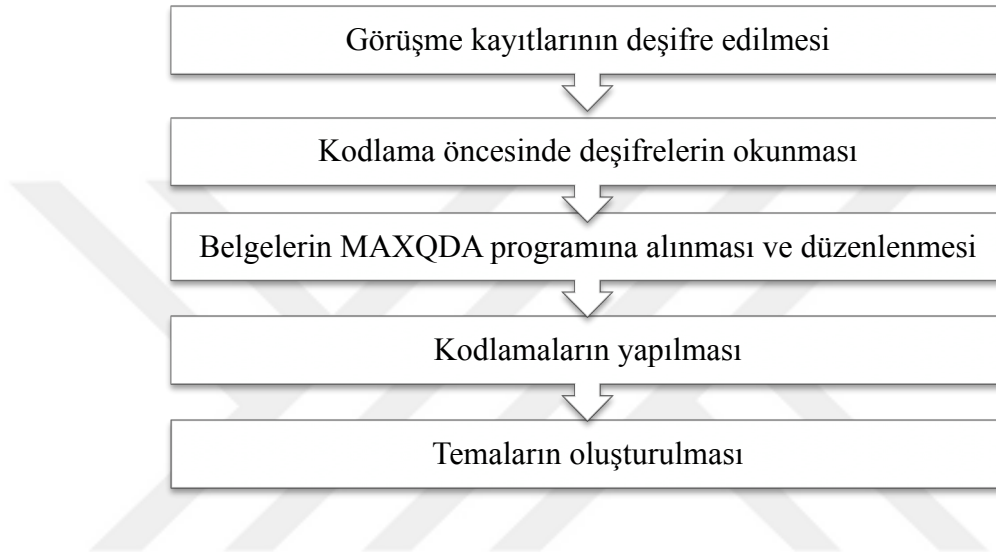 Görüşme kayıtlarının deşifre edilmesi
Kodlama öncesinde deşifrelerin okunması
Belgelerin MAXQDA programına alınması ve düzenlenmesi
Kodlamaların yapılması
Temaların oluşturulması